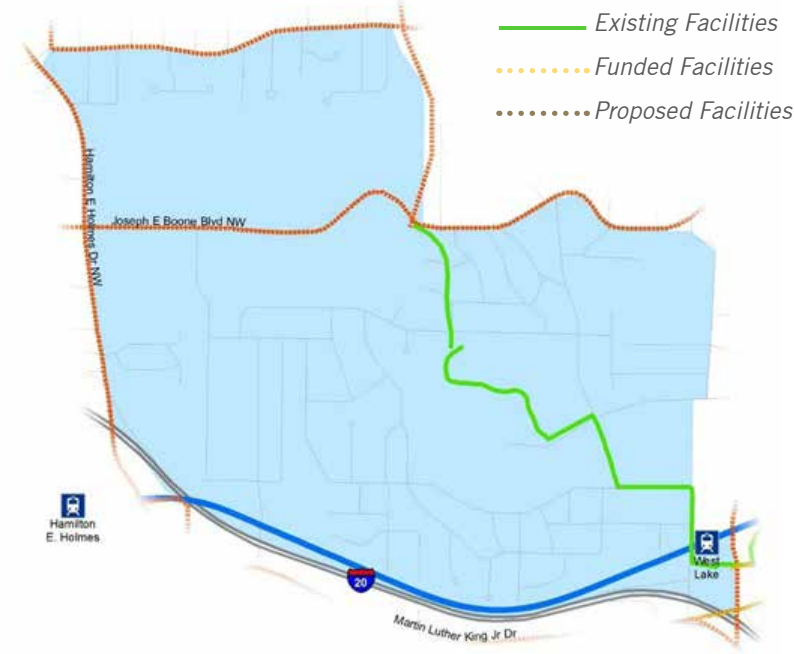 Existing Facilities
Funded Facilities
Proposed Facilities
Hamilton E Holmes Dr NW
Joseph E Boone Blvd NW
Hamilton
E. Holmes
20
West
Lake
Martin Luther King Jr Dr